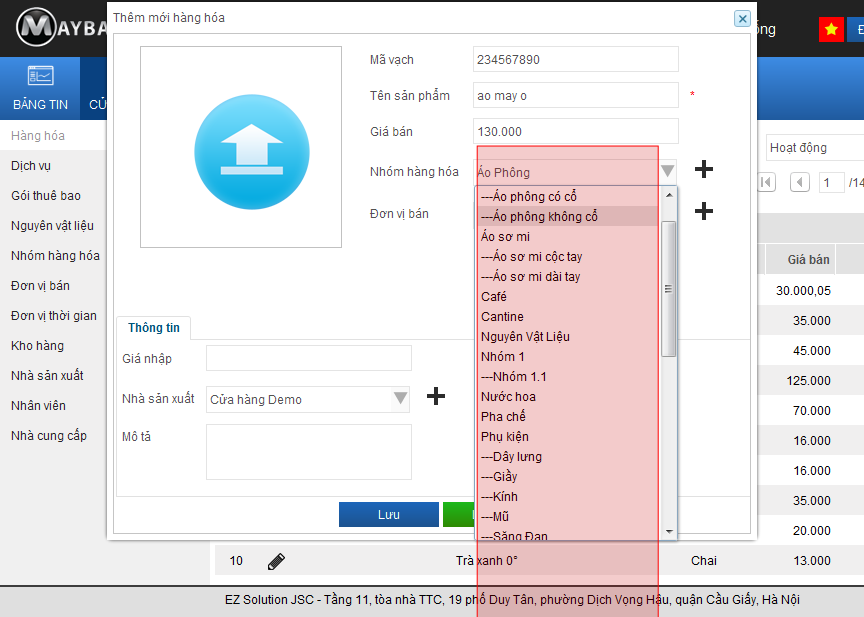 Thêm mới hàng hóa
MAYBA
BẢNG TIN
Hàng hóa
Dịch vụ
Gói thuê bao
Nguyên vật liệu
Nhóm hàng hóa
Đơn vị bán
Đơn vị thời gian
Kho hàng
Nhà sản xuất
Nhân viên
Nhà cung cấp
Mã vạch 234567890
Tên sản phẩm ao may o *
Giá bán 130.000
Nhóm hàng hóa Áo Phông
Đơn vị bán
---Áo phông có cổ
---Áo phông không cổ
Áo sơ mi
---Áo sơ mi cộc tay
---Áo sơ mi dài tay
Café
Cantine
Nguyên Vật Liệu
Nhóm 1
---Nhóm 1.1
Nước hoa
Pha chế
Phụ kiện
---Dây lưng
---Giầy
---Kính
---Mũ
---Săng Đan
Thông tin
Giá nhập
Nhà sản xuất Cửa hàng Demo
Mô tả
Lưu
Hoạt động
1 /14
Giá bán
30.000,05
35.000
45.000
125.000
70.000
16.000
16.000
35.000
20.000
10 Trà xanh 0° Chai 13.000
EZ Solution JSC - Tầng 11, tòa nhà TTC, 19 phố Duy Tân, phường Dịch Vọng Hậu, quận Cầu Giấy, Hà Nội